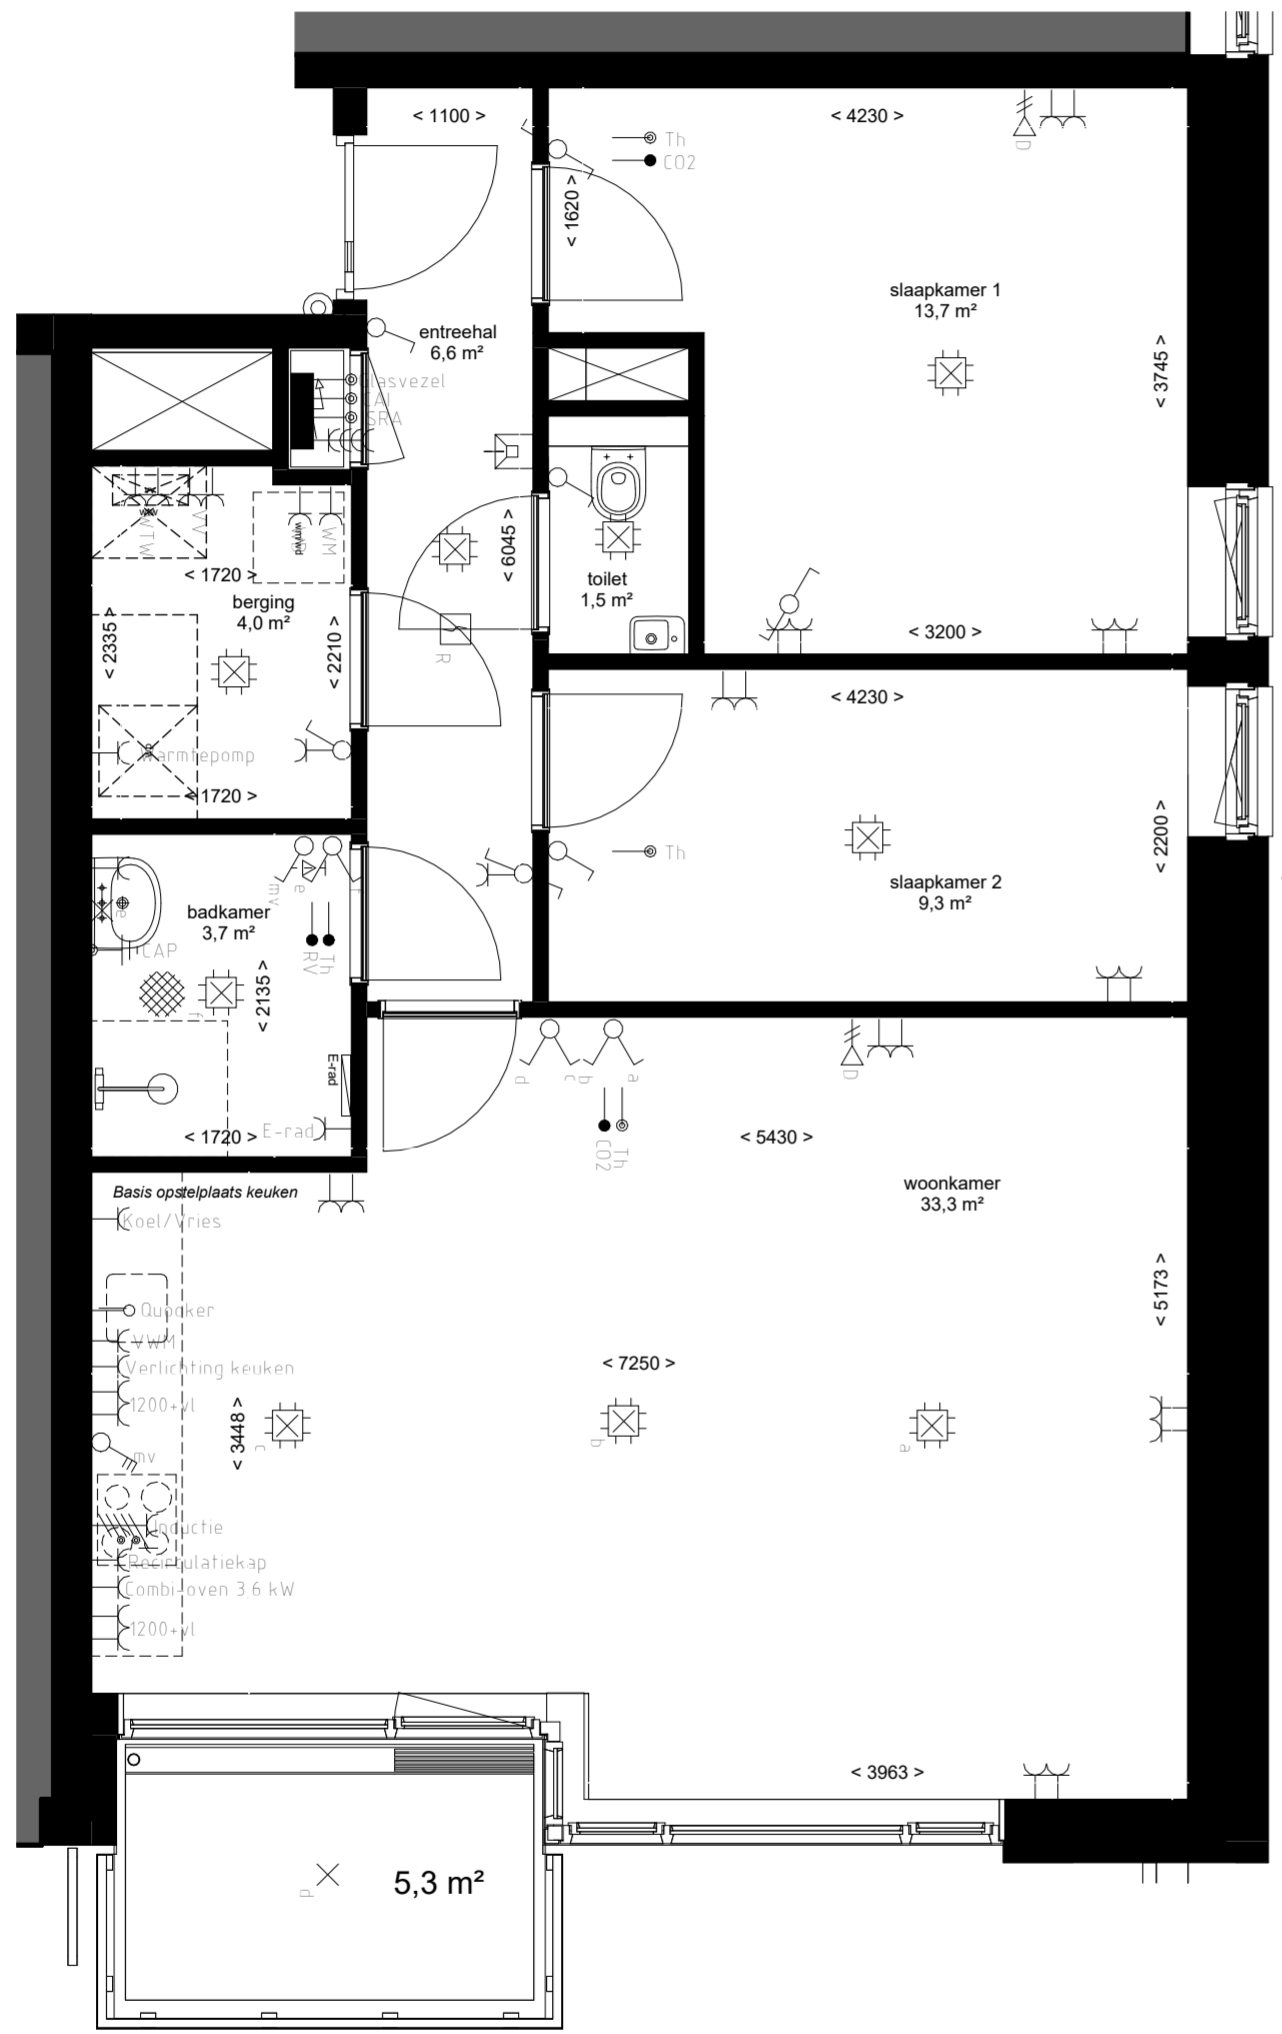 < 1100 >
< 4230 >
D
Th
CO2
< 1620 >
slaapkamer 1
13,7 m²
entreehal
6,6 m²
< 3745 >
Glasvezel
CAI
ISRA
WTW
WM
< 6045 >
< 1720 >
berging
4,0 m²
toilet
1,5 m²
< 2335 >
< 2210 >
R
< 3200 >
< 4230 >
Warmtepomp
< 1720 >
< 2200 >
Th
slaapkamer 2
9,3 m²
mv
e
f
badkamer
3,7 m²
e
CAP
RV
Th
< 2135 >
f
E-rad
E-rad
< 1720 >
d
c
b
a
D
CO2
Th
< 5430 >
woonkamer
33,3 m²
Basis opstelplaats keuken
Koel/Vries
< 5173 >
Quooker
VWM
< 7250 >
Verlichting keuken
1200+vl
< 3448 >
c
b
a
mv
Inductie
Recirculatiekap
Combi-oven 3,6 kW
1200+vl
< 3963 >
5,3 m²
d